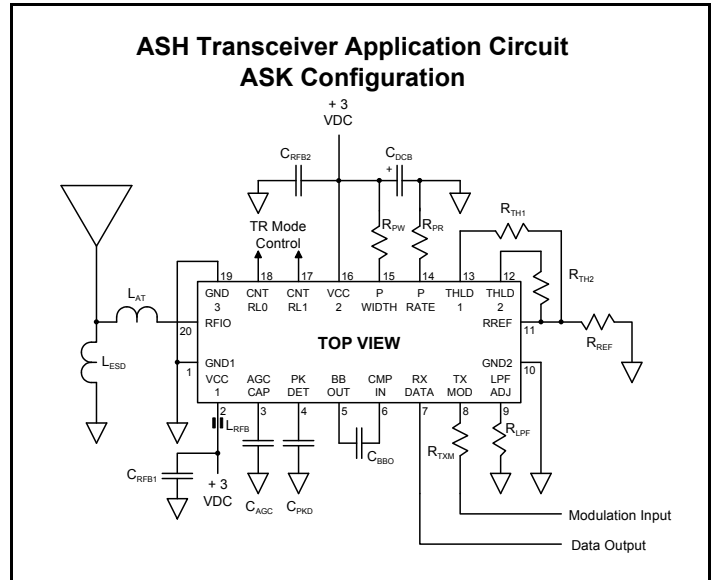 ASH Transceiver Application Circuit
ASK Configuration
+ 3
VDC
CRFB2
CDCB
+
TR Mode
Control
RPW
RPR
RTH1
RTH2
19 18 17 16 15 14 13 12
GND
3
CNT
RL0
CNT
RL1
VCC
2
P
WIDTH
P
RATE
THLD
1
THLD
2
LAT
20
RFIO
RREF
11
RREF
TOP VIEW
LESD
1
GND1
GND2
10
VCC
1
AGC
CAP
PK
DET
BB
OUT
CMP
IN
RX
DATA
TX
MOD
LPF
ADJ
2 3 4 5 6 7 8 9
LRFB
CBBO
RTXM
RLPF
CRFB1
+ 3
VDC
CAGC
CPKD
Modulation Input
Data Output